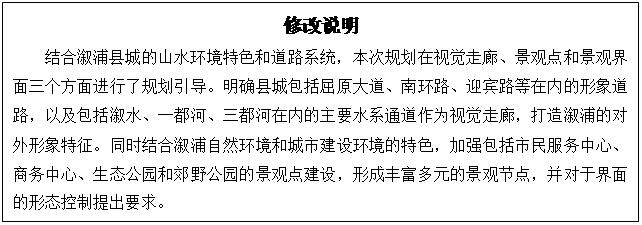 修改说明
结合溆浦县城的山水环境特色和道路系统，本次规划在视觉走廊、景观点和景观界
面三个方面进行了规划引导。明确县城包括屈原大道、南环路、迎宾路等在内的形象道
路，以及包括溆水、一都河、三都河在内的主要水系通道作为视觉走廊，打造溆浦的对
外形象特征。同时结合溆浦自然环境和城市建设环境的特色，加强包括市民服务中心、
商务中心、生态公园和郊野公园的景观点建设，形成丰富多元的景观节点，并对于界面
的形态控制提出要求。